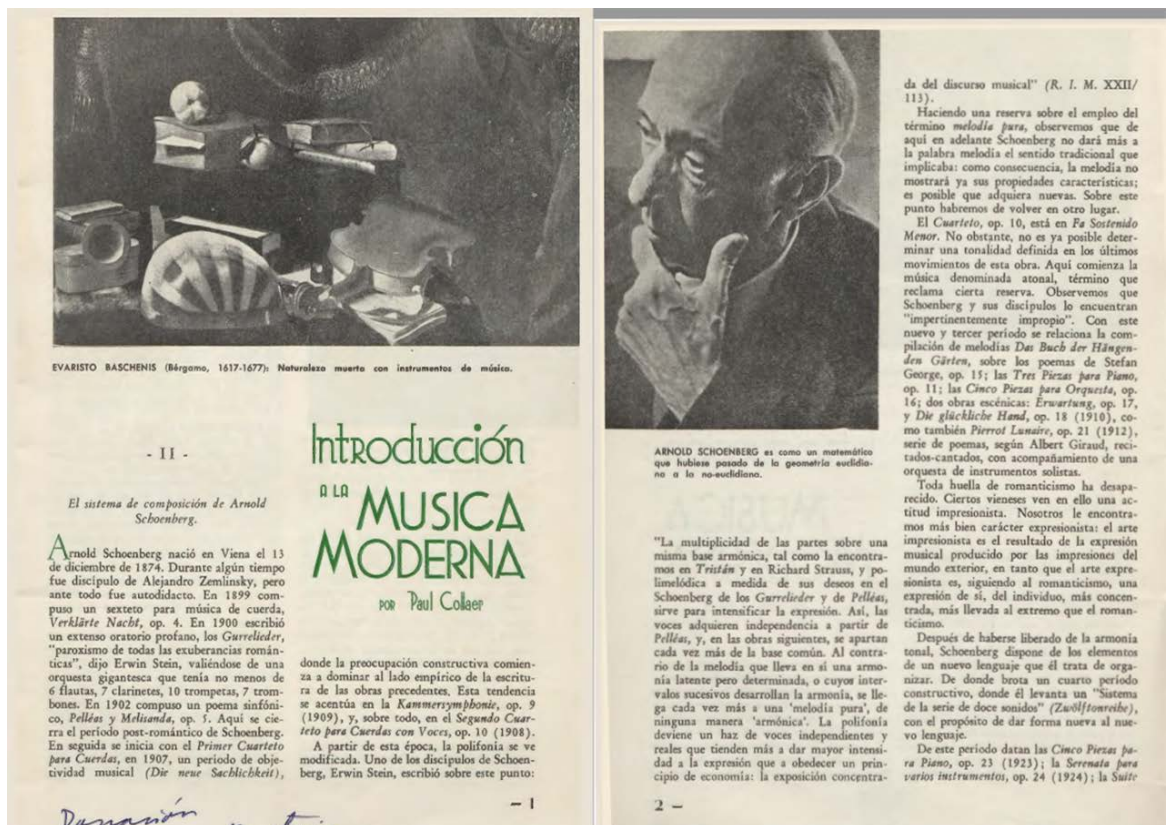 EVARISTO BASCHENIS (Bérgamo, 1617-1677): Naturaleza muerta con instrumentos de música.
- II -
Introducción
A LA
MUSICA
MODERNA
POR Paul Collaer
El sistema de composición de Arnold
Schoenberg.
Arnold Schoenberg nació en Viena el 13
de diciembre de 1874. Durante algún tiempo
fue discípulo de Alejandro Zemlinsky, pero
ante todo fue autodidacto. En 1899 com-
puso un sexteto para música de cuerda,
Verklärte Nacht, op. 4. En 1900 escribió
un extenso oratorio profano, los Gurrelieder,
"paroxismo de todas las exuberancias román-
ticas", dijo Erwin Stein, valiéndose de una
orquesta gigantesca que tenía no menos de
6 flautas, 7 clarinetes, 10 trompetas, 7 trom-
bones. En 1902 compuso un poema sinfóni-
co, Pelléas y Melisanda, op. 5. Aquí se cie-
rra el período post-romántico de Schoenberg.
En seguida se inicia con el Primer Cuarteto
para Cuerdas, en 1907, un periodo de obje-
tividad musical (Die neue Sachlichkeit),
donde la preocupación constructiva comien-
za a dominar al lado empírico de la escritu-
ra de las obras precedentes. Esta tendencia
se acentúa en la Kammersymphonie, op. 9
(1909), y, sobre todo, en el Segundo Cuar-
teto para Cuerdas con Voces, op. 10 (1908).
A partir de esta época, la polifonía se ve
modificada. Uno de los discípulos de Schoen-
berg, Erwin Stein, escribió sobre este punto:
— 1
Donación
ARNOLD SCHOENBERG es como un matemático
que hubiese pasado de la geometría euclidia-
na a la no-euclidiana.
"La multiplicidad de las partes sobre una
misma base armónica, tal como la encontra-
mos en Tristán y en Richard Strauss, y po-
limelódica a medida de sus deseos en el
Schoenberg de los Gurrelieder y de Pelléas,
sirve para intensificar la expresión. Así, las
voces adquieren independencia a partir de
Pelléas, y, en las obras siguientes, se apartan
cada vez más de la base común. Al contra-
rio de la melodía que lleva en sí una armo-
nía latente pero determinada, o cuyos inter-
valos sucesivos desarrollan la armonía, se lle-
ga cada vez más a una 'melodía pura', de
ninguna manera 'armónica'. La polifonía
deviene un haz de voces independientes y
reales que tienden más a dar mayor intensi-
dad a la expresión que a obedecer un prin-
cipio de economía: la exposición concentra-
2 —
da del discurso musical" (R. I. M. XXII/
113).
Haciendo una reserva sobre el empleo del
término melodía pura, observemos que de
aquí en adelante Schoenberg no dará más a
la palabra melodía el sentido tradicional que
implicaba: como consecuencia, la melodía no
mostrará ya sus propiedades características;
es posible que adquiera nuevas. Sobre este
punto habremos de volver en otro lugar.
El Cuarteto, op. 10, está en Fa Sostenido
Menor. No obstante, no es ya posible deter-
minar una tonalidad definida en los últimos
movimientos de esta obra. Aquí comienza la
música denominada atonal, término que
reclama cierta reserva. Observemos que
Schoenberg y sus discípulos lo encuentran
"impertinentemente impropio". Con este
nuevo y tercer período se relaciona la com-
pilación de melodías Das Buch der Hängen-
den Gärten, sobre los poemas de Stefan
George, op. 15; las Tres Piezas para Piano,
op. 11; las Cinco Piezas para Orquesta, op.
16; dos obras escénicas: Erwartung, op. 17,
y Die glückliche Hand, op. 18 (1910), co-
mo también Pierrot Lunaire, op. 21 (1912),
serie de poemas, según Albert Giraud, reci-
tados-cantados, con acompañamiento de una
orquesta de instrumentos solistas.
Toda huella de romanticismo ha desapa-
recido. Ciertos vieneses ven en ello una ac-
titud impresionista. Nosotros le encontra-
mos más bien carácter expresionista: el arte
impresionista es el resultado de la expresión
musical producido por las impresiones del
mundo exterior, en tanto que el arte expre-
sionista es, siguiendo al romanticismo, una
expresión de sí, del individuo, más concen-
trada, más llevada al extremo que el roman-
ticismo.
Después de haberse liberado de la armonía
tonal, Schoenberg dispone de los elementos
de un nuevo lenguaje que él trata de orga-
nizar. De donde brota un cuarto período
constructivo, donde él levanta un "Sistema
de la serie de doce sonidos" (Zwölftonreihe),
con el propósito de dar forma nueva al nue-
vo lenguaje.
De este período datan las Cinco Piezas pa-
ra Piano, op. 23 (1923); la Serenata para
varios instrumentos, op. 24 (1924); la Suite